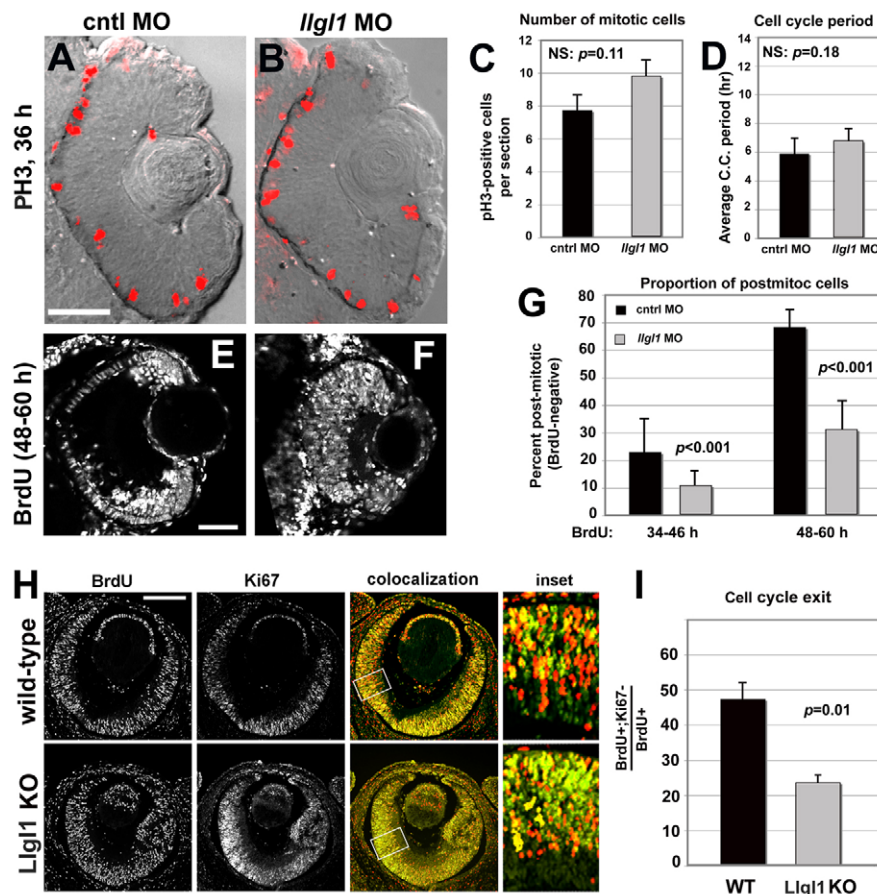 cntl MO
llgl1 MO
PH3, 36 h
A
B
Number of mitotic cells
C
NS: p=0.11
pH3-positive cells
per section
12
10
8
6
4
2
0
cntrl MO
llgl1 MO
Cell cycle period
D
NS: p=0.18
Average C.C. period (hr)
14
12
10
8
6
4
2
0
cntrl MO
llgl1 MO
BrdU (48-60 h)
E
F
G
Proportion of postmitoc cells
cntrl MO
llgl1 MO
Percent post-mitotic
(BrdU-negative)
80
70
60
50
40
30
20
10
0
p<0.001
p<0.001
BrdU:
34-46 h
48-60 h
H
BrdU
Ki67
colocalization
inset
wild-type
Llgl1 KO
I
Cell cycle exit
BrdU+;Ki67-
BrdU+
60
50
40
30
20
10
0
p=0.01
WT
Llgl1 KO